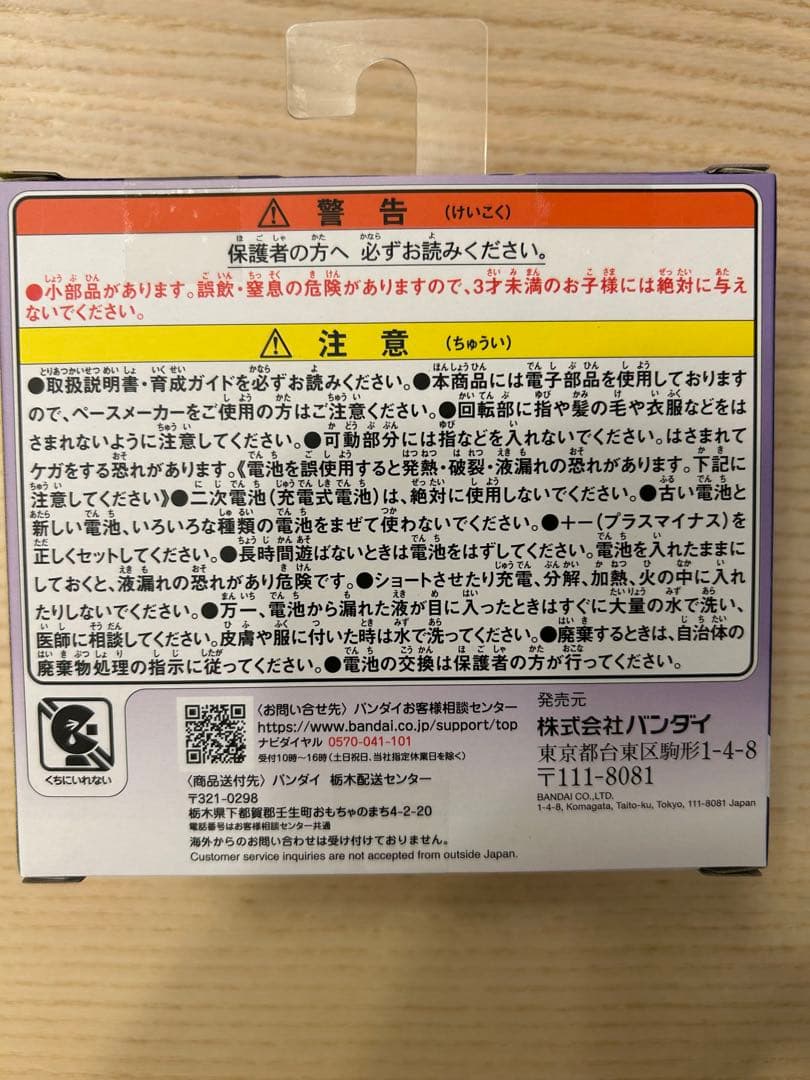 警告 (けいこく)
保護者の方へ 必ずお読みください。
●小部品があります。誤飲・窒息の危険がありますので、3才未満のお子様には絶対に与え
ないでください。
注意 (ちゅうい)
●取扱説明書・育成ガイドを必ずお読みください。●本商品には電子部品を使用しております
ので、ペースメーカーをご使用の方はご注意ください。●回転部に指や髪の毛や衣服などをは
さまれないように注意してください。●可動部分には指などを入れないでください。はさまれて
ケガをする恐れがあります。《電池を誤使用すると発熱・破裂・液漏れの恐れがあります。下記に
注意してください》●二次電池(充電式電池)は、絶対に使用しないでください。●古い電池と
新しい電池、いろいろな種類の電池をまぜて使わないでください。●+-(プラスマイナス)を
正しくセットしてください。●長時間遊ばないときは電池をはずしてください。電池を入れたままに
しておくと、液漏れの恐れがあり危険です。●ショートさせたり充電、分解、加熱、火の中に入れ
たりしないでください。●万一、電池から漏れた液が目に入ったときはすぐに大量の水で洗い、
医師に相談してください。皮膚や服に付いた時は水で洗ってください。●廃棄するときは、自治体の
廃棄物処理の指示に従ってください。●電池の交換は保護者の方が行ってください。
くちにいれない
〈お問い合せ先〉バンダイお客様相談センター
https://www.bandai.co.jp/support/top
ナビダイヤル 0570-041-101
受付10時~16時(土日祝日、当社指定休業日を除く)
〈商品送付先〉バンダイ 栃木配送センター
〒321-0298
栃木県下都賀郡壬生町おもちゃのまち4-2-20
電話番号はお客様相談センター共通
海外からのお問い合わせは受け付けておりません。
Customer service inquiries are not accepted from outside Japan.
発売元
株式会社バンダイ
東京都台東区駒形1-4-8
〒111-8081
BANDAI CO.,LTD.
1-4-8, Komagata, Taito-ku, Tokyo, 111-8081 Japan